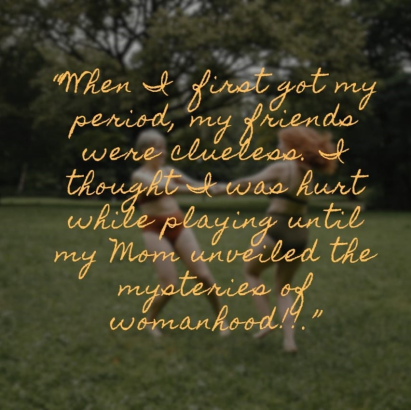 "When I first got my
period, my friends
were clueless. I
thought I was hurt
while playing until
my Mom unveiled the
mysteries of
womanhood!!."